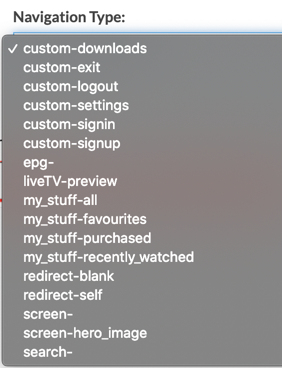 Navigation Type:
✓ custom-downloads
custom-exit
custom-logout
custom-settings
custom-signin
custom-signup
epg-
liveTV-preview
my_stuff-all
my_stuff-favourites
my_stuff-purchased
my_stuff-recently_watched
redirect-blank
redirect-self
screen-
screen-hero_image
search-